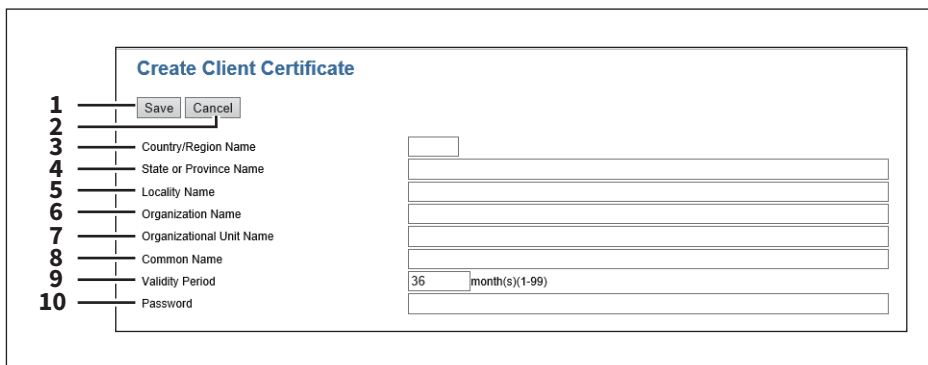 Create Client Certificate
1 Save Cancel
2
3 Country/Region Name
4 State or Province Name
5 Locality Name
6 Organization Name
7 Organizational Unit Name
8 Common Name
9 Validity Period 36 month(s)(1-99)
10 Password